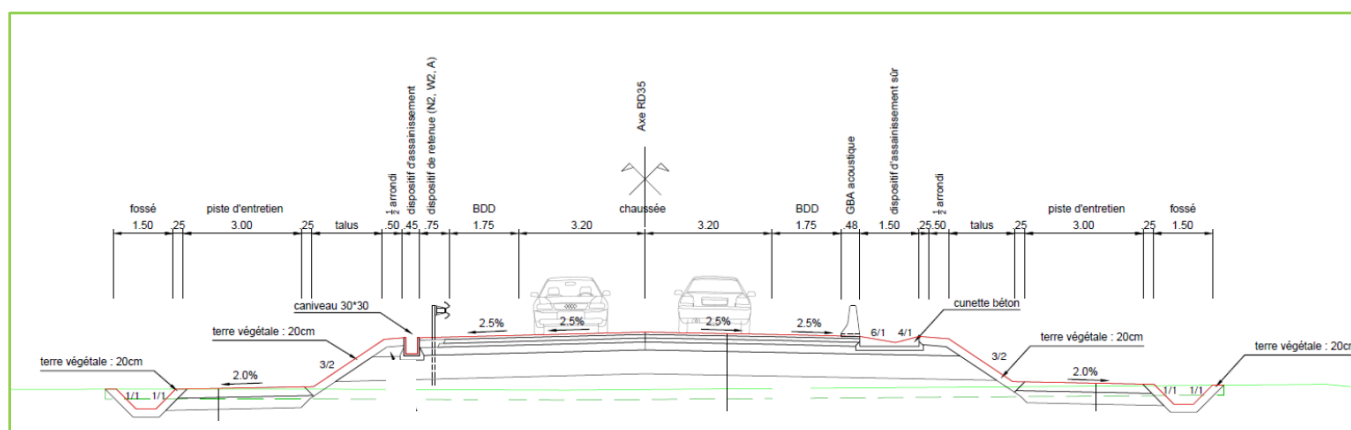 ½ arrondi
dispositif d'assainissement
dispositif de retenue (N2, W2, A)
Axe RD35
GBA acoustique
dispositif d'assainissement sûr
½ arrondi
fossé piste d'entretien talus BDD chaussée BDD talus piste d'entretien fossé
1.50 .25 3.00 .25 .50 .45 .75 1.75 3.20 3.20 1.75 .48 1.50 .25 .50 .25 3.00 .25 1.50
caniveau 30*30
cunette béton
terre végétale : 20cm
2.5% 2.5% 2.5% 2.5%
6/1 4/1
terre végétale : 20cm
terre végétale : 20cm
terre végétale : 20cm
3/2
3/2
2.0%
2.0%
1/1 1/1
1/1 1/1